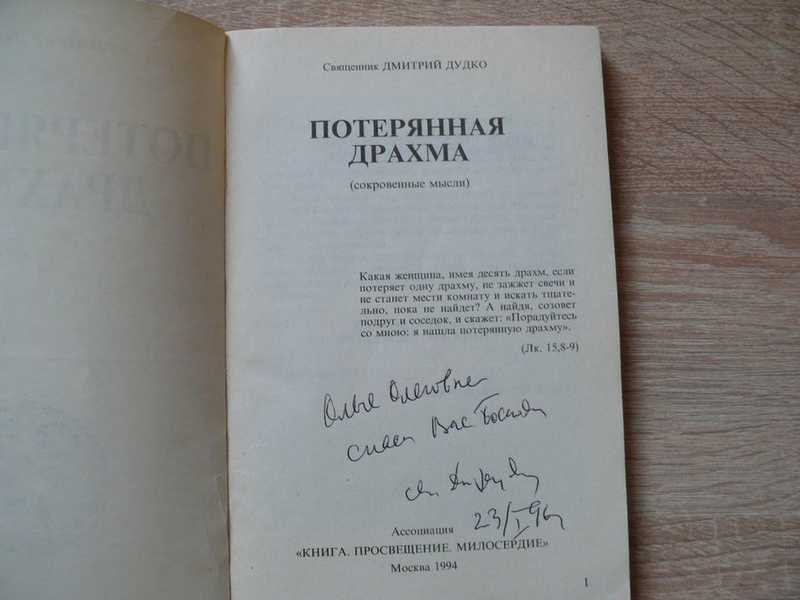 Священник ДМИТРИЙ ДУДКО
ПОТЕРЯННАЯ
ДРАХМА
(сокровенные мысли)
Какая женщина, имея десять драхм, если
потеряет одну драхму, не зажжет свечи и
не станет мести комнату и искать тщатель-
но, пока не найдет? А найдя, созовет
подруг и соседок, и скажет: «Порадуйтесь
со мною: я нашла потерянную драхму».
(Лк. 15,8-9)
Ольге Олеговне
спаси Вас Господи
23/I 96
Ассоциация
«КНИГА. ПРОСВЕЩЕНИЕ. МИЛОСЕРДИЕ»
Москва 1994
1